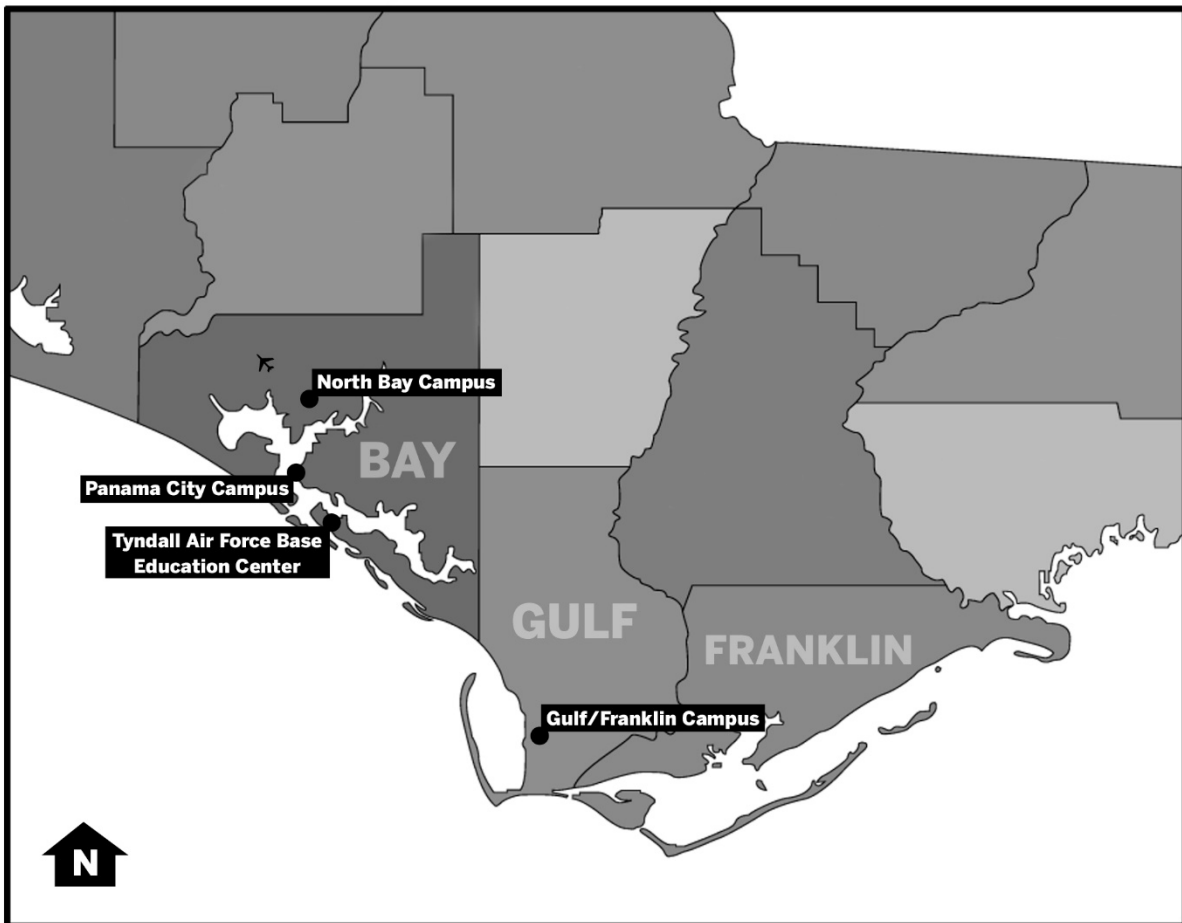 North Bay Campus
BAY
Panama City Campus
Tyndall Air Force Base
Education Center
GULF
FRANKLIN
Gulf/Franklin Campus
N